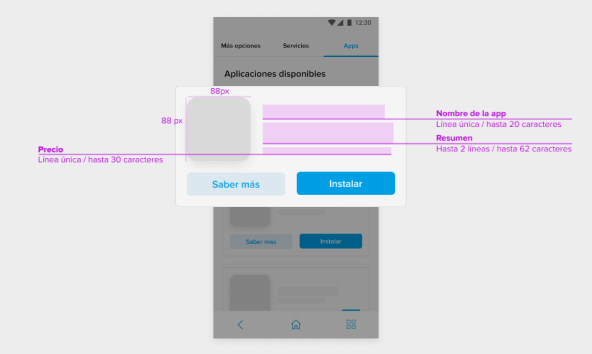 12:30
Más opciones
Servicios
Apps
Aplicaciones disponibles
88px
88 px
Nombre de la app
Línea única / hasta 20 caracteres
Resumen
Hasta 2 líneas / hasta 62 caracteres
Precio
Línea única / hasta 30 caracteres
Saber más
Instalar
Saber más
Instalar